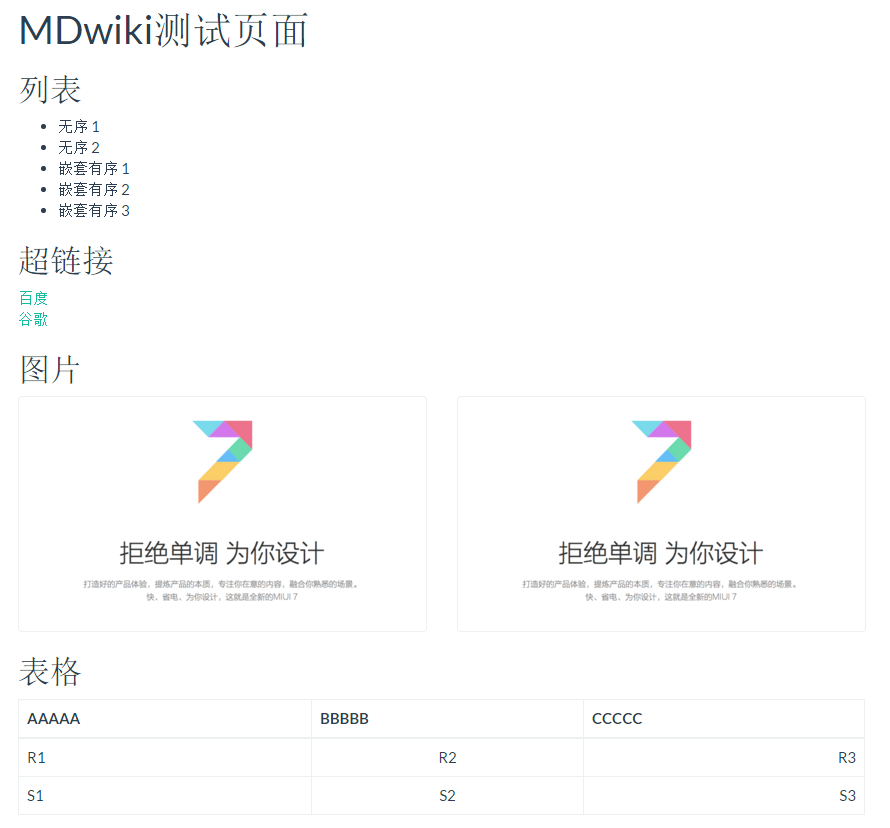 MDwiki测试页面
列表
无序 1
无序 2
嵌套有序 1
嵌套有序 2
嵌套有序 3
超链接
百度
谷歌
图片
拒绝单调 为你设计
打造好的产品体验，提炼产品的本质，专注你在意的内容，融合你熟悉的场景。
快、省电、为你设计，这就是全新的MIUI 7
拒绝单调 为你设计
打造好的产品体验，提炼产品的本质，专注你在意的内容，融合你熟悉的场景。
快、省电、为你设计，这就是全新的MIUI 7
表格
AAAAA BBBBB CCCCC
R1 R2 R3
S1 S2 S3